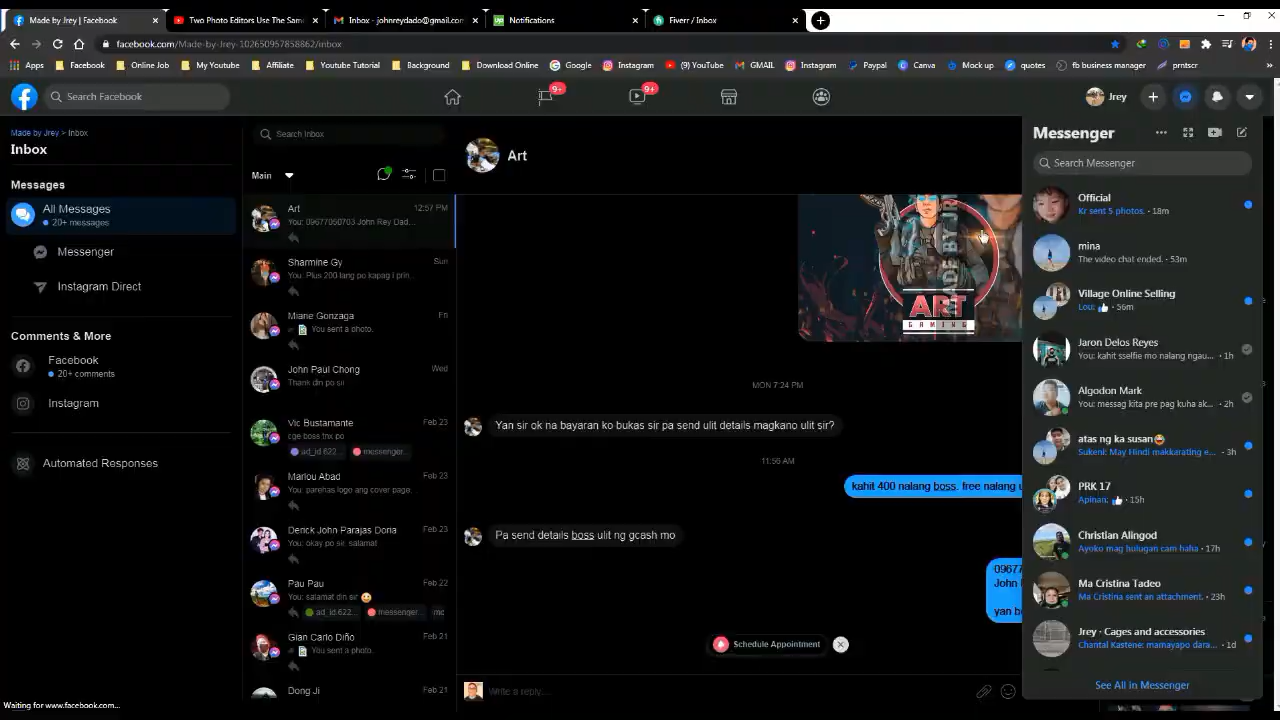 Made by Jrey | Facebook
Two Photo Editors Use The Sam
Inbox - johnreydado@gmail.com
Notifications
Fiverr / Inbox
facebook.com/Made-by-Jrey-102650957858862/inbox
Apps Facebook Online Job My Youtube Affiliate Youtube Tutorial Background Download Online Google Instagram (9) YouTube GMAIL Instagram Paypal Canva Mock up quotes fb business manager prntscr
Search Facebook
9+
9+
Jrey
Made by Jrey > Inbox
Inbox
Messages
All Messages
20+ messages
Messenger
Instagram Direct
Comments & More
Facebook
20+ comments
Instagram
Automated Responses
Search Inbox
Main
Art 12:57 PM
You: 09677050703 John Rey Dad...
Sharmine Gy Sun
You: Plus 200 lang po kapag i prin...
Miane Gonzaga Fri
You sent a photo.
John Paul Chong Wed
Thank din po sir
Vic Bustamante Feb 23
cge boss tnx po
ad_id.622... messenger...
Marlou Abad Feb 23
You: parehas logo ang cover page...
Derick John Parajas Doria Feb 23
You: okay po sir, salamat
Pau Pau Feb 22
You: salamat din sir 😃
ad_id.622... messenger... mo
Gian Carlo Diño Feb 21
You sent a photo.
Dong Ji Feb 21
Art
MADE BY JR
ART
GAMING
MON 7:24 PM
Yan sir ok na bayaran ko bukas sir pa send ulit details magkano ulit sir?
11:56 AM
kahit 400 nalang boss. free nalang u
Pa send details boss ulit ng gcash mo
09677
John
yan b
Schedule Appointment
Write a reply...
Messenger
Search Messenger
Official
Kr sent 5 photos. · 18m
mina
The video chat ended. · 53m
Village Online Selling
Lou: 👍 · 56m
Jaron Delos Reyes
You: kahit sselfie mo nalang ngau... · 1h
Algodon Mark
You: messag kita pre pag kuha ak... · 2h
atas ng ka susan😂
Sukeni: May Hindi makkarating e... · 3h
PRK 17
Apinan: 👍 · 15h
Christian Alingod
Ayoko mag hulugan cam haha · 17h
Ma Cristina Tadeo
Ma Cristina sent an attachment. · 23h
Jrey - Cages and accessories
Chantal Kastene: mamayapo dara... · 1d
See All in Messenger
Waiting for www.facebook.com...